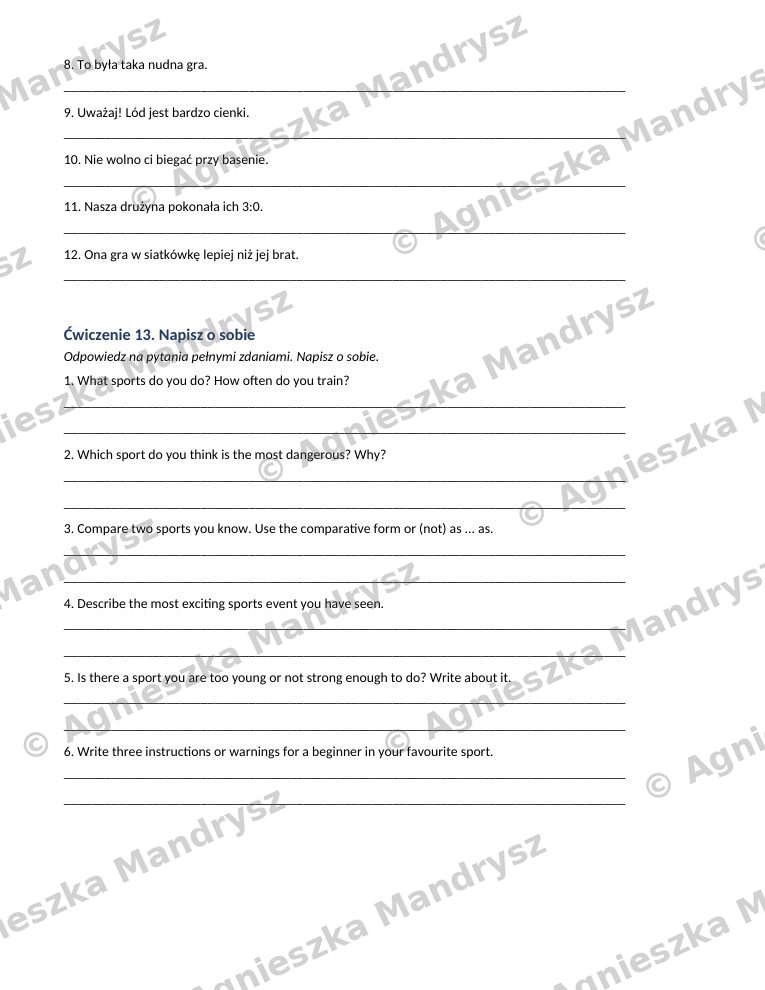 8. To była taka nudna gra.
9. Uważaj! Lód jest bardzo cienki.
10. Nie wolno ci biegać przy basenie.
11. Nasza drużyna pokonała ich 3:0.
12. Ona gra w siatkówkę lepiej niż jej brat.
Ćwiczenie 13. Napisz o sobie
Odpowiedz na pytania pełnymi zdaniami. Napisz o sobie.
1. What sports do you do? How often do you train?
2. Which sport do you think is the most dangerous? Why?
3. Compare two sports you know. Use the comparative form or (not) as ... as.
4. Describe the most exciting sports event you have seen.
5. Is there a sport you are too young or not strong enough to do? Write about it.
6. Write three instructions or warnings for a beginner in your favourite sport.
© Agnieszka Mandrysz